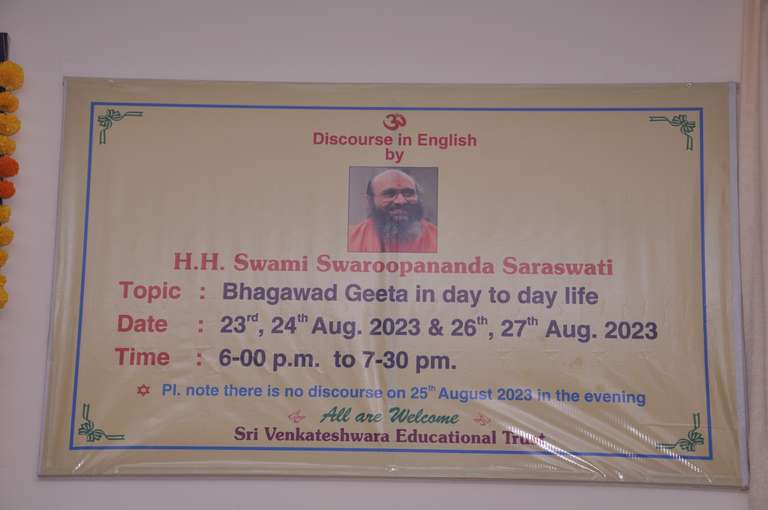 ॐ
Discourse in English
by
H.H. Swami Swaroopananda Saraswati
Topic : Bhagawad Geeta in day to day life
Date : 23rd, 24th Aug. 2023 & 26th, 27th Aug. 2023
Time : 6-00 p.m. to 7-30 pm.
Pl. note there is no discourse on 25th August 2023 in the evening
All are Welcome
Sri Venkateshwara Educational Trust